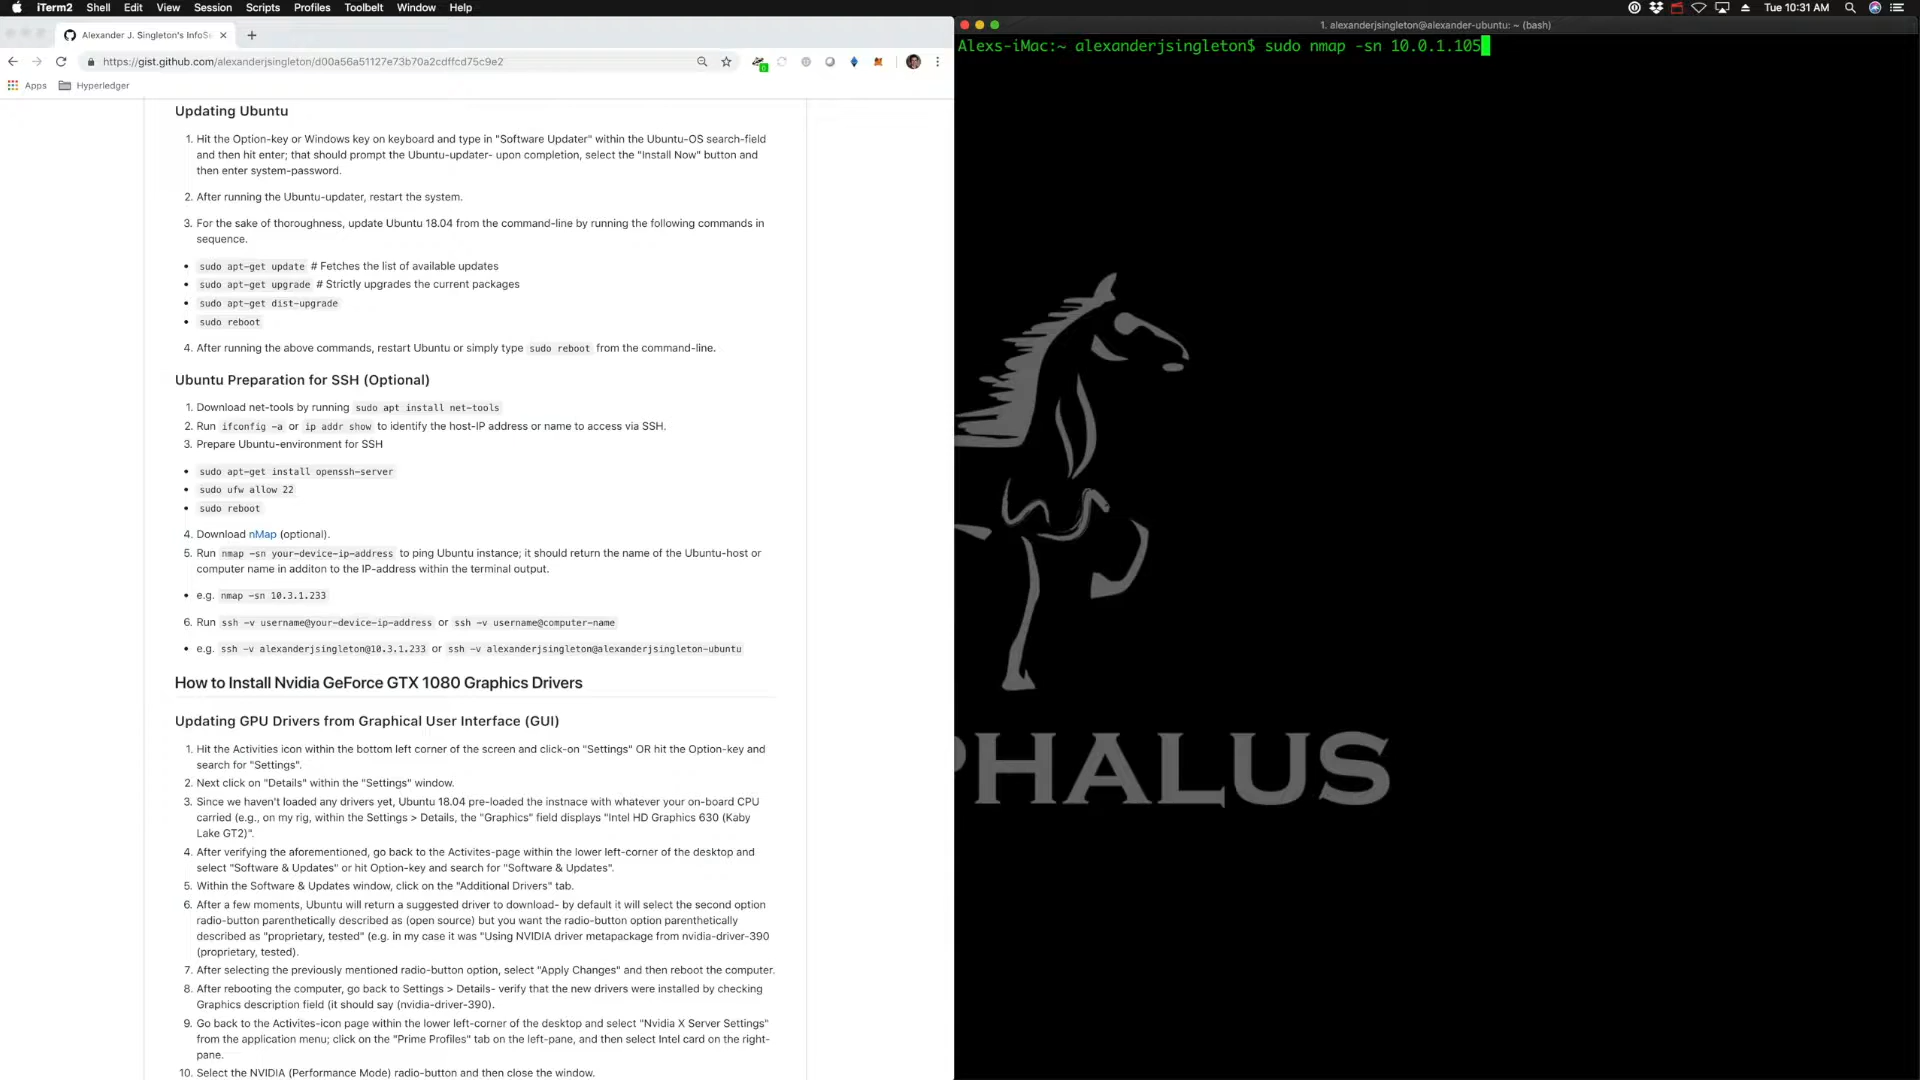 iTerm2 Shell Edit View Session Scripts Profiles Toolbelt Window Help
Tue 10:31 AM
Alexander J. Singleton's InfoSe
https://gist.github.com/alexanderjsingleton/d00a56a51127e73b70a2cdffcd75c9e2
Apps Hyperledger
Updating Ubuntu
1. Hit the Option-key or Windows key on keyboard and type in "Software Updater" within the Ubuntu-OS search-field
and then hit enter; that should prompt the Ubuntu-updater- upon completion, select the "Install Now" button and
then enter system-password.
2. After running the Ubuntu-updater, restart the system.
3. For the sake of thoroughness, update Ubuntu 18.04 from the command-line by running the following commands in
sequence.
• sudo apt-get update # Fetches the list of available updates
• sudo apt-get upgrade # Strictly upgrades the current packages
• sudo apt-get dist-upgrade
• sudo reboot
4. After running the above commands, restart Ubuntu or simply type sudo reboot from the command-line.
Ubuntu Preparation for SSH (Optional)
1. Download net-tools by running sudo apt install net-tools
2. Run ifconfig -a or ip addr show to identify the host-IP address or name to access via SSH.
3. Prepare Ubuntu-environment for SSH
• sudo apt-get install openssh-server
• sudo ufw allow 22
• sudo reboot
4. Download nMap (optional).
5. Run nmap -sn your-device-ip-address to ping Ubuntu instance; it should return the name of the Ubuntu-host or
computer name in additon to the IP-address within the terminal output.
• e.g. nmap -sn 10.3.1.233
6. Run ssh -v username@your-device-ip-address or ssh -v username@computer-name
• e.g. ssh -v alexanderjsingleton@10.3.1.233 or ssh -v alexanderjsingleton@alexanderjsingleton-ubuntu
How to Install Nvidia GeForce GTX 1080 Graphics Drivers
Updating GPU Drivers from Graphical User Interface (GUI)
1. Hit the Activities icon within the bottom left corner of the screen and click-on "Settings" OR hit the Option-key and
search for "Settings".
2. Next click on "Details" within the "Settings" window.
3. Since we haven't loaded any drivers yet, Ubuntu 18.04 pre-loaded the instnace with whatever your on-board CPU
carried (e.g., on my rig, within the Settings > Details, the "Graphics" field displays "Intel HD Graphics 630 (Kaby
Lake GT2)".
4. After verifying the aforementioned, go back to the Activites-page within the lower left-corner of the desktop and
select "Software & Updates" or hit Option-key and search for "Software & Updates".
5. Within the Software & Updates window, click on the "Additional Drivers" tab.
6. After a few moments, Ubuntu will return a suggested driver to download- by default it will select the second option
radio-button parenthetically described as (open source) but you want the radio-button option parenthetically
described as "proprietary, tested" (e.g. in my case it was "Using NVIDIA driver metapackage from nvidia-driver-390
(proprietary, tested).
7. After selecting the previously mentioned radio-button option, select "Apply Changes" and then reboot the computer.
8. After rebooting the computer, go back to Settings > Details- verify that the new drivers were installed by checking
Graphics description field (it should say (nvidia-driver-390).
9. Go back to the Activites-icon page within the lower left-corner of the desktop and select "Nvidia X Server Settings"
from the application menu; click on the "Prime Profiles" tab on the left-pane, and then select Intel card on the right-
pane.
10. Select the NVIDIA (Performance Mode) radio-button and then close the window.
1. alexanderjsingleton@alexander-ubuntu: ~ (bash)
Alexs-iMac:~ alexanderjsingleton$ sudo nmap -sn 10.0.1.105
PHALUS